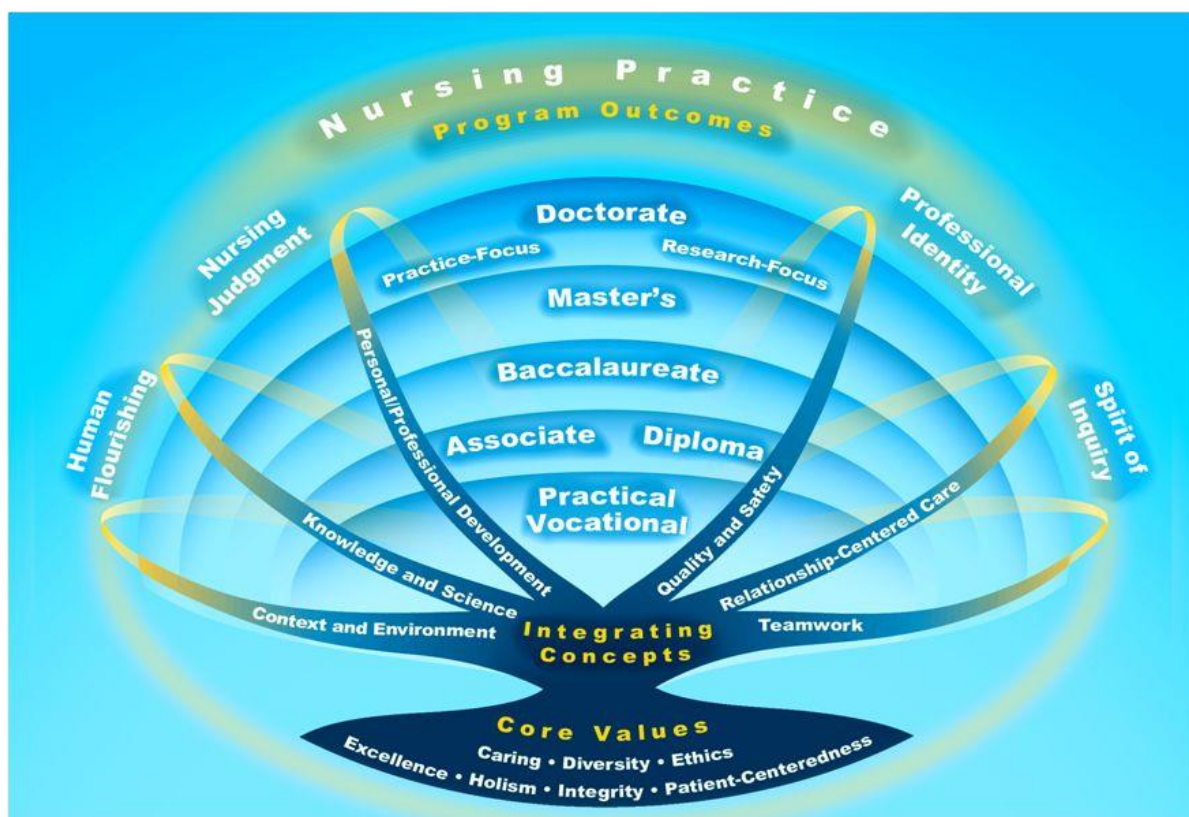 Nursing Practice
Program Outcomes
Nursing
Judgment
Professional
Identity
Human
Flourishing
Spirit of
Inquiry
Doctorate
Practice-Focus
Research-Focus
Master's
Baccalaureate
Associate
Diploma
Practical
Vocational
Context and Environment
Knowledge and Science
Personal/Professional Development
Quality and Safety
Relationship-Centered Care
Teamwork
Integrating
Concepts
Core Values
Caring • Diversity • Ethics
Excellence • Holism • Integrity • Patient-Centeredness